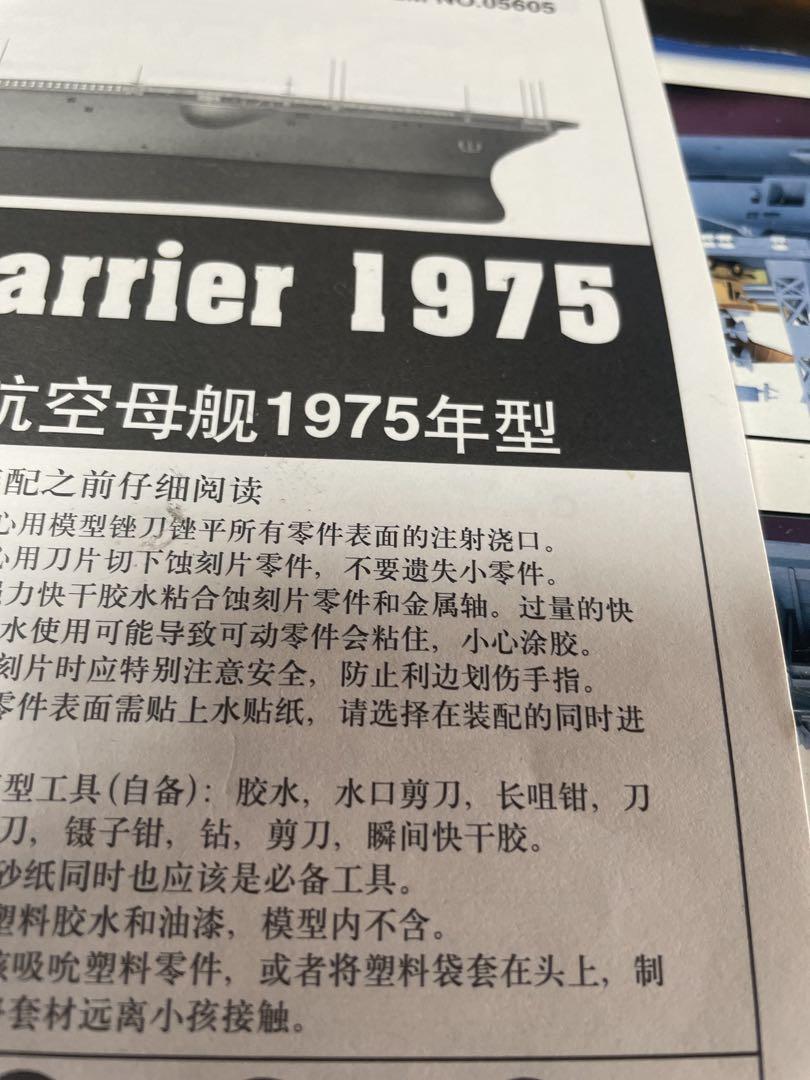 NO.05605
arrier 1975
航空母舰1975年型
配之前仔细阅读
心用模型锉刀锉平所有零件表面的注射浇口。
心用刀片切下蚀刻片零件，不要遗失小零件。
力快干胶水粘合蚀刻片零件和金属轴。过量的快
水使用可能导致可动零件会粘住，小心涂胶。
刻片时应特别注意安全，防止利边划伤手指。
零件表面需贴上水贴纸，请选择在装配的同时进
型工具(自备)：胶水，水口剪刀，长咀钳，刀
刀，镊子钳，钻，剪刀，瞬间快干胶。
砂纸同时也应该是必备工具。
塑料胶水和油漆，模型内不含。
孩吸吮塑料零件，或者将塑料袋套在头上，制
套材远离小孩接触。